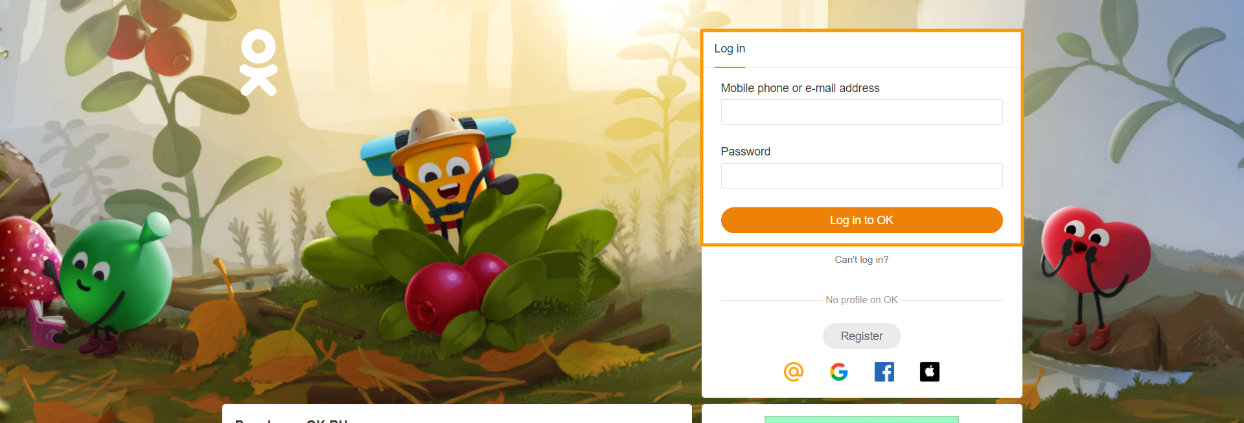 Log in
Mobile phone or e-mail address
Password
Log in to OK
Can't log in?
No profile on OK
Register